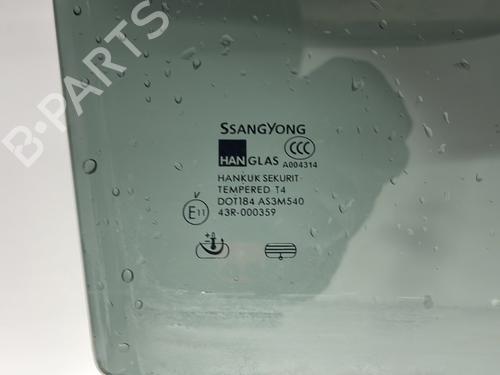 B-PARTS
SSANGYONG
HANGLAS CCC
A004314
HANKUK SEKURIT
TEMPERED T4
DOT184 AS3M540
V
E11 43R-000359